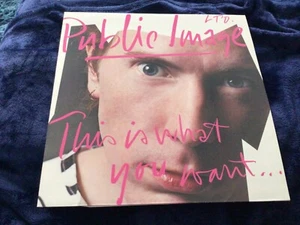 LTD.
Public Image
This is what
you want...